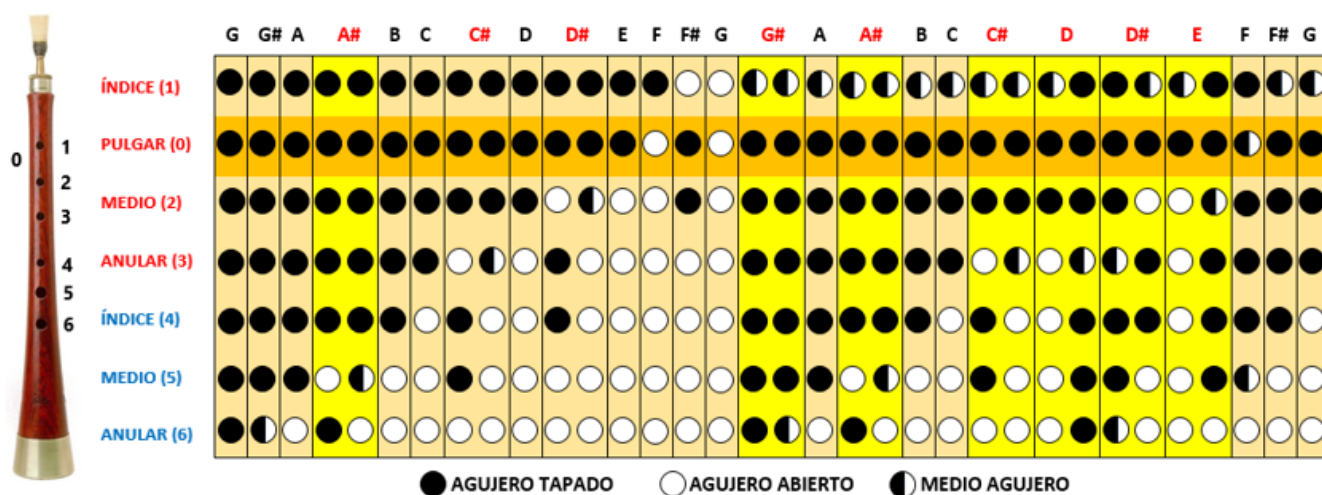 G G# A A# B C C# D D# E F F# G G# A A# B C C# D D# E F F# G
ÍNDICE (1)
PULGAR (0)
MEDIO (2)
ANULAR (3)
ÍNDICE (4)
MEDIO (5)
ANULAR (6)
0
1
2
3
4
5
6
AGUJERO TAPADO AGUJERO ABIERTO MEDIO AGUJERO